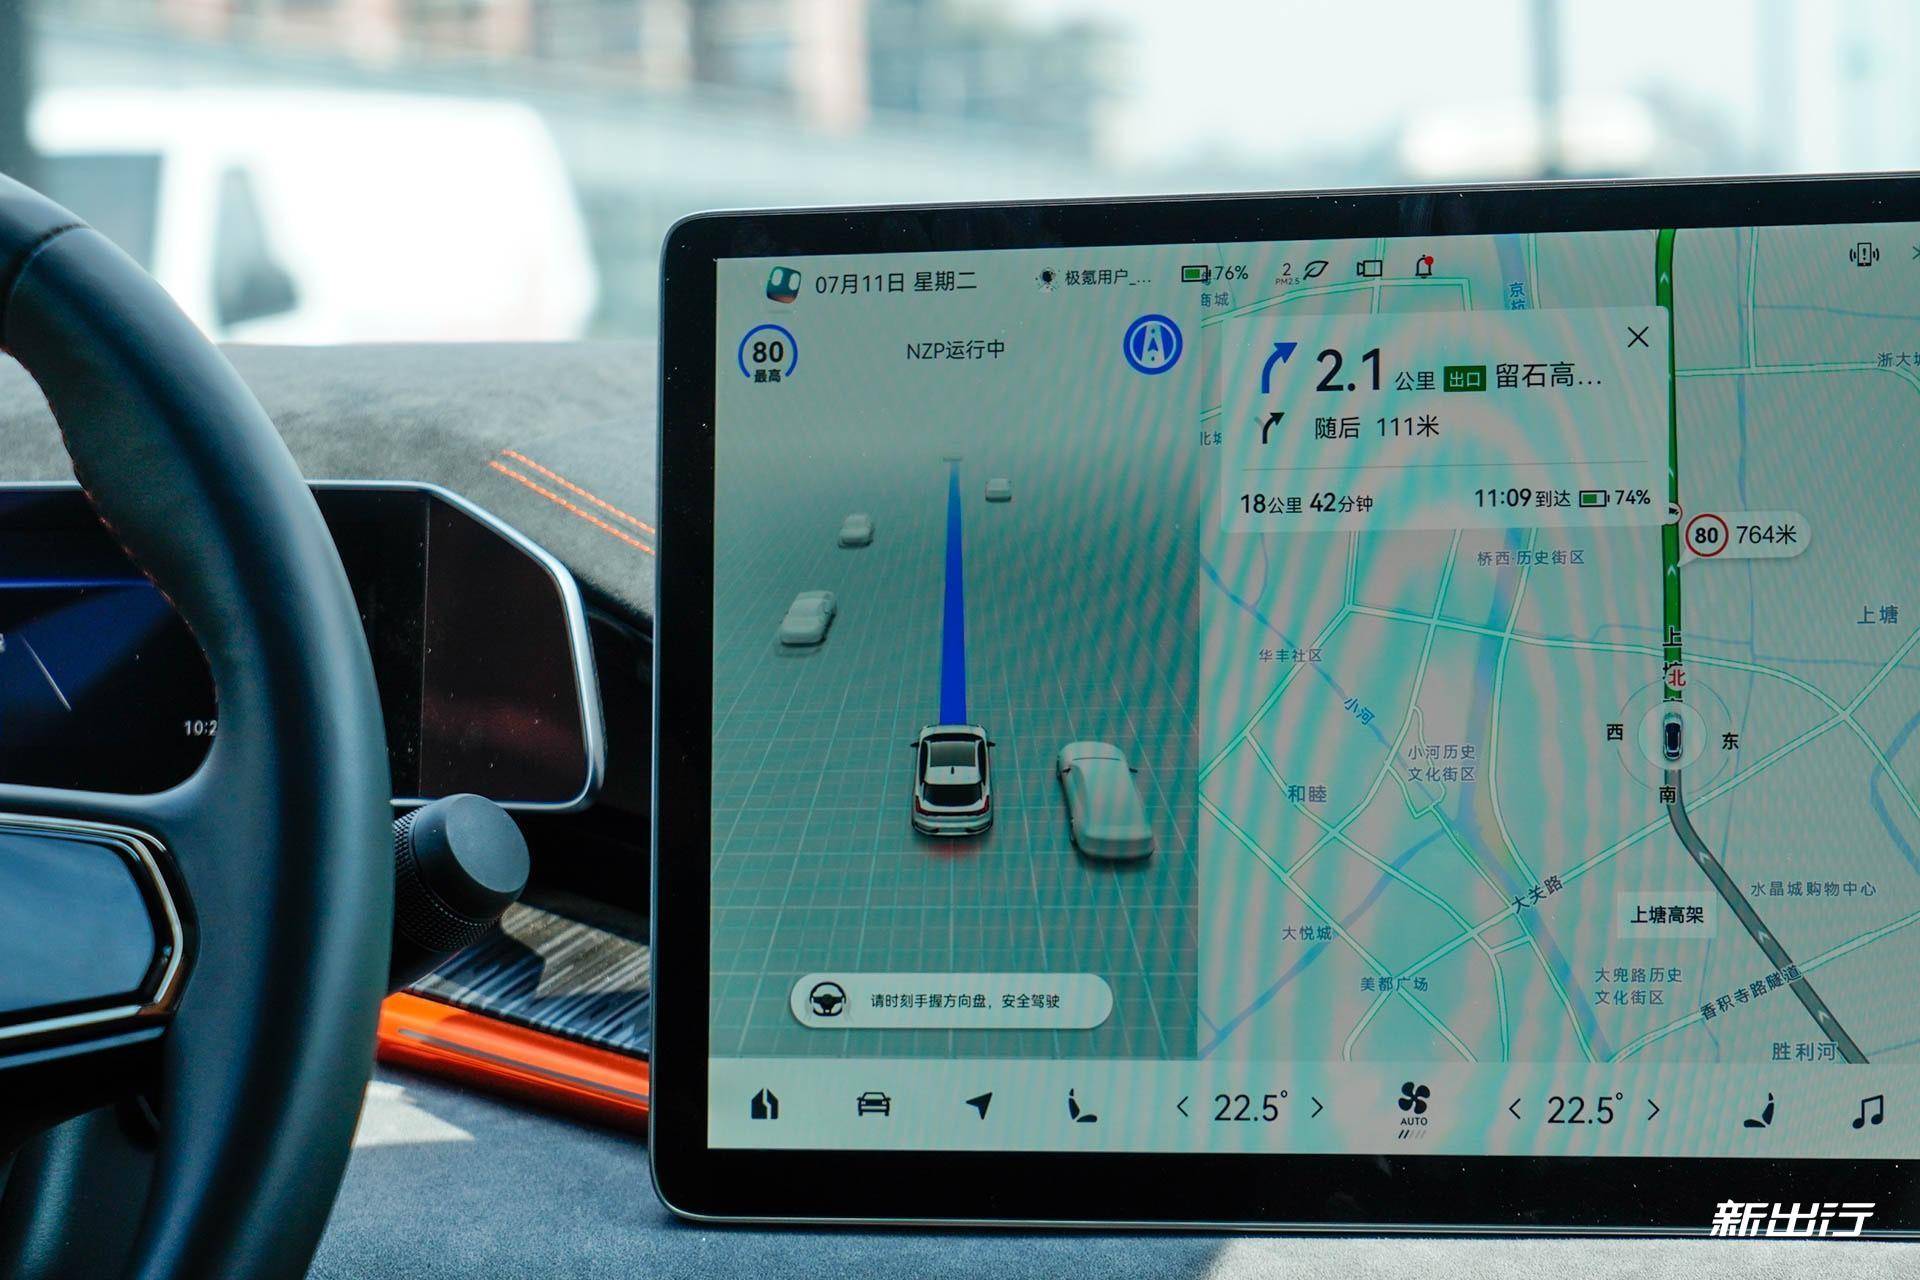 07月11日 星期二
极氪用户_...
76%
2
PM2.5
80
最高
NZP运行中
2.1 公里 出口 留石高...
随后 111米
18公里 42分钟
11:09到达 74%
80 764米
商城
京杭
浙大城
北城
桥西·历史街区
上塘
华丰社区
小河
上塘
北
西
东
南
小河历史
文化街区
和睦
大关路
水晶城购物中心
上塘高架
大悦城
美都广场
大兜路历史
文化街区
香积寺路隧道
胜利河
请时刻手握方向盘，安全驾驶
22.5°
AUTO
22.5°
10:2
新出行